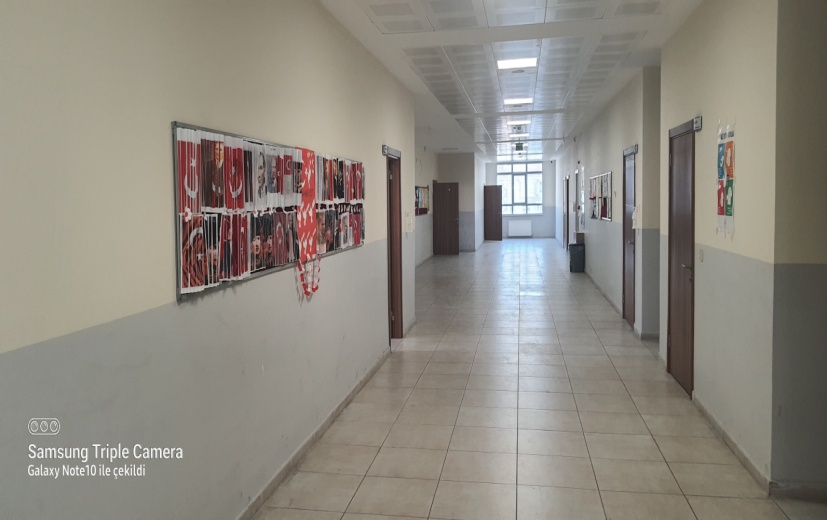 Samsung Triple Camera
Galaxy Note10 ile çekildi